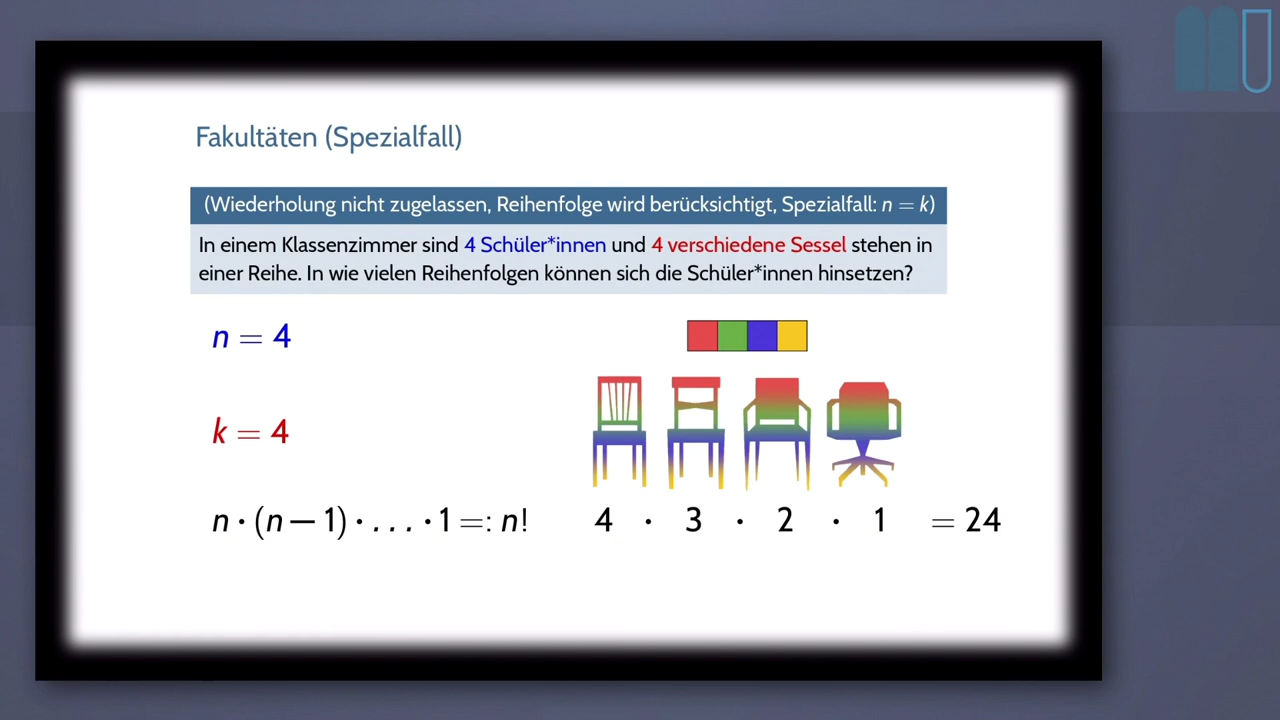 Fakultäten (Spezialfall)
(Wiederholung nicht zugelassen, Reihenfolge wird berücksichtigt, Spezialfall: n = k)
In einem Klassenzimmer sind 4 Schüler*innen und 4 verschiedene Sessel stehen in
einer Reihe. In wie vielen Reihenfolgen können sich die Schüler*innen hinsetzen?
n = 4
k = 4
n · (n − 1) · . . . · 1 =: n! 4 · 3 · 2 · 1 = 24